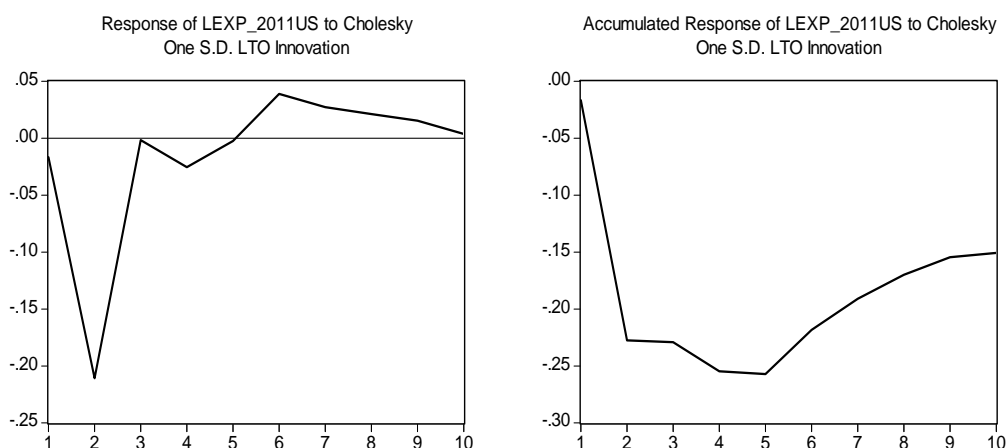 Response of LEXP_2011US to Cholesky
One S.D. LTO Innovation
.05
.00
-.05
-.10
-.15
-.20
-.25
1 2 3 4 5 6 7 8 9 10
Accumulated Response of LEXP_2011US to Cholesky
One S.D. LTO Innovation
.00
-.05
-.10
-.15
-.20
-.25
-.30
1 2 3 4 5 6 7 8 9 10